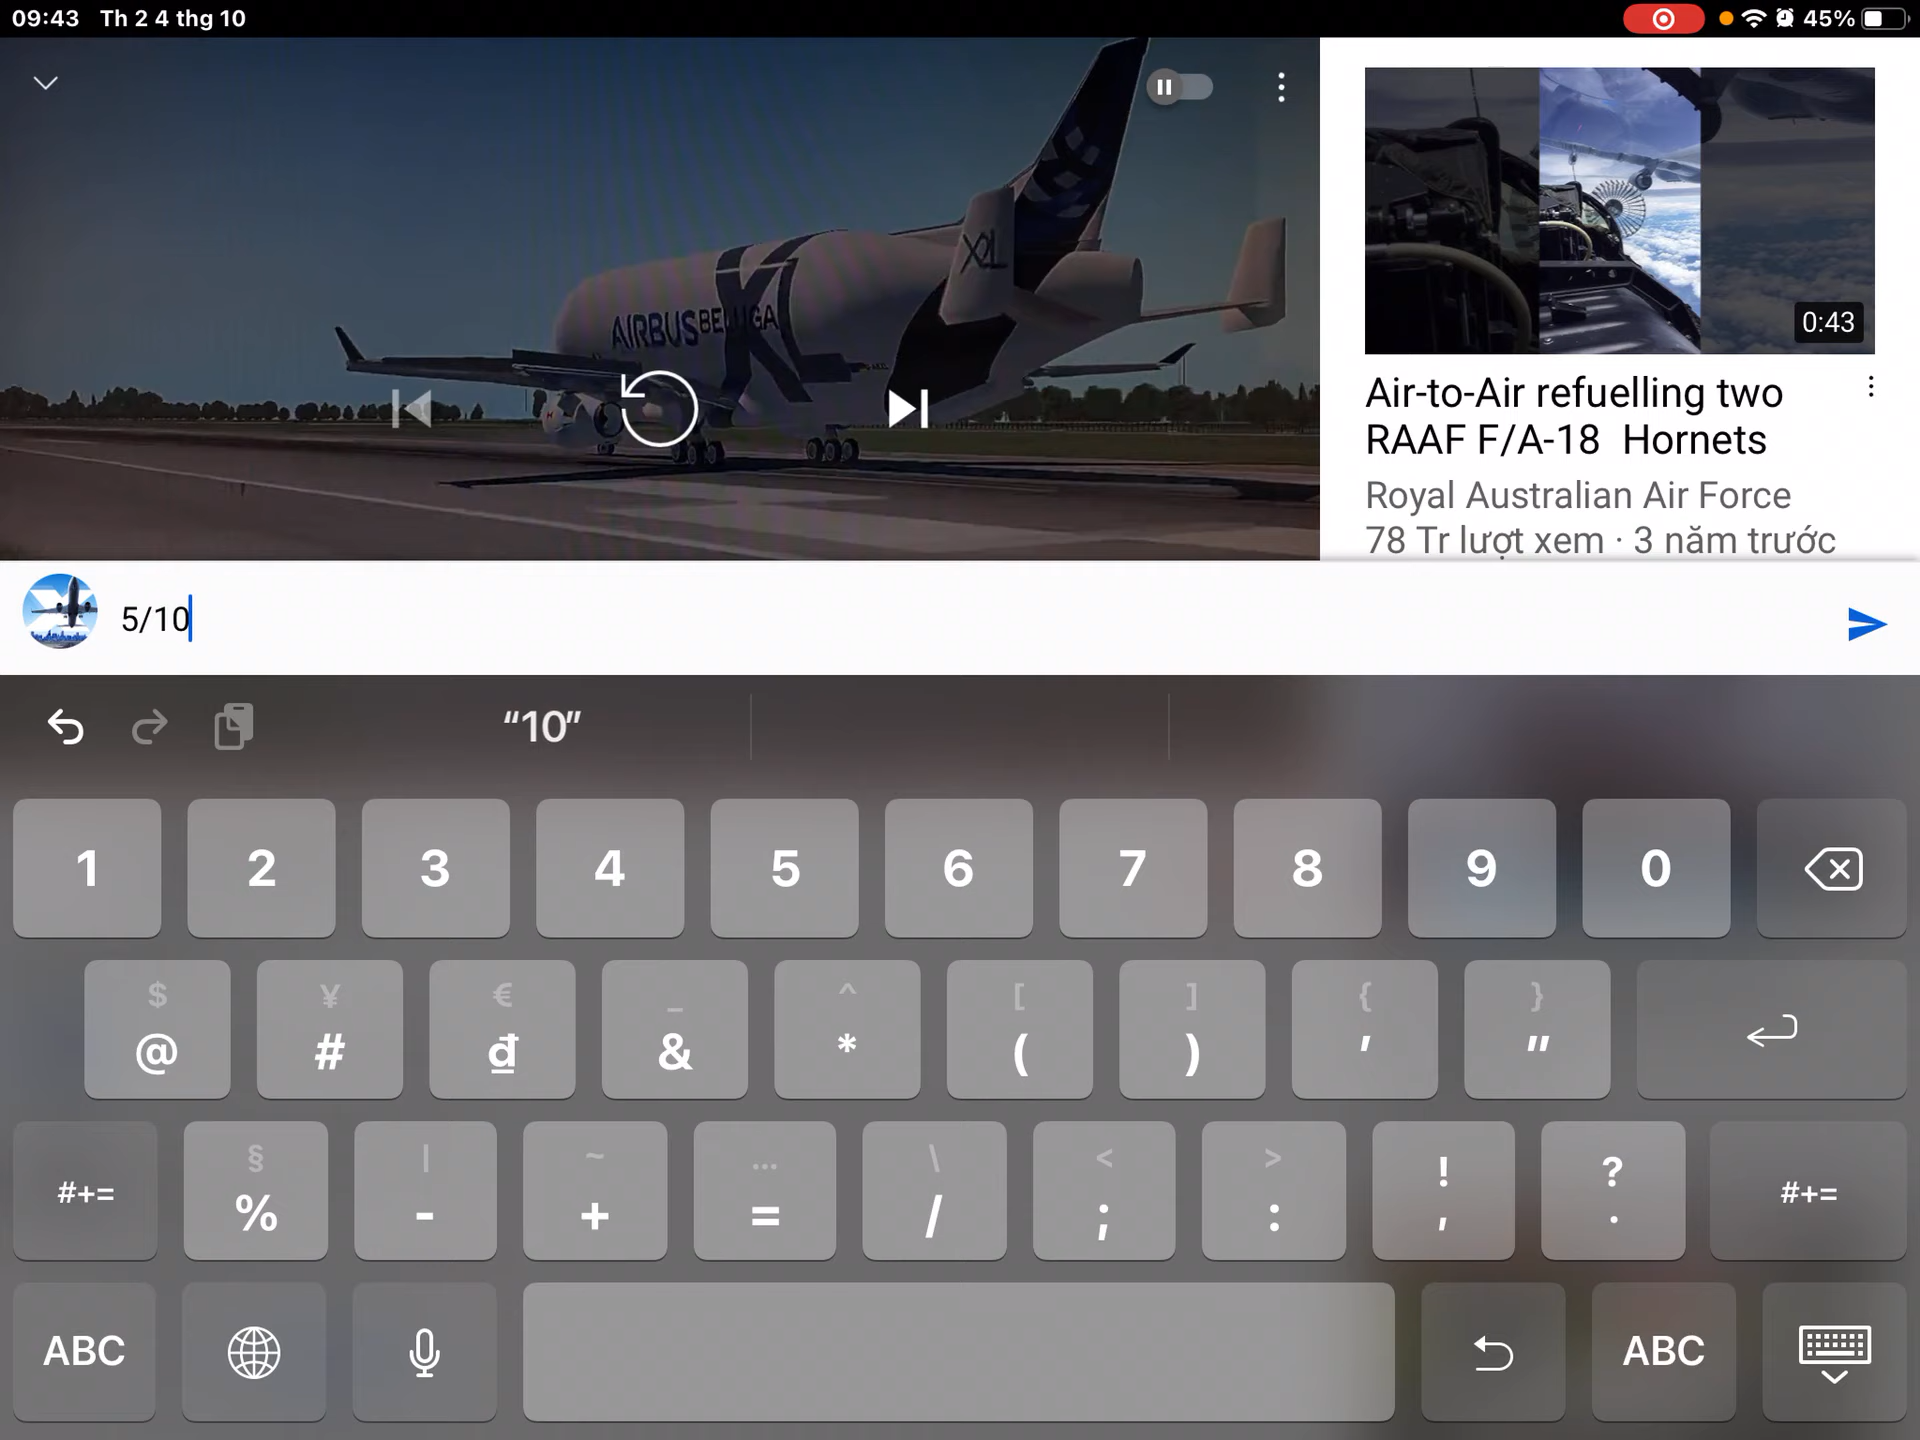 09:43 Th 2 4 thg 10
45%
XL
AIRBUS BELUGA
XL
0:43
Air-to-Air refuelling two
RAAF F/A-18 Hornets
Royal Australian Air Force
78 Tr lượt xem · 3 năm trước
5/10
“10”
1 2 3 4 5 6 7 8 9 0
$ ¥ € _ ^ [ ] { }
@ # ₫ & * ( ) ' "
§ | ~ … \ < > ! ?
#+= % - + = / ; : , . #+=
ABC ABC